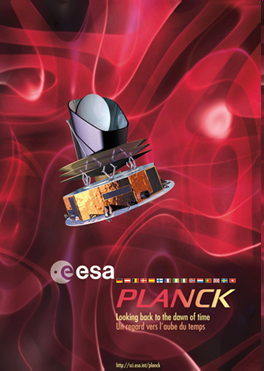 esa
PLANCK
Looking back to the dawn of time
Un regard vers l'aube du temps
http://sci.esa.int/planck